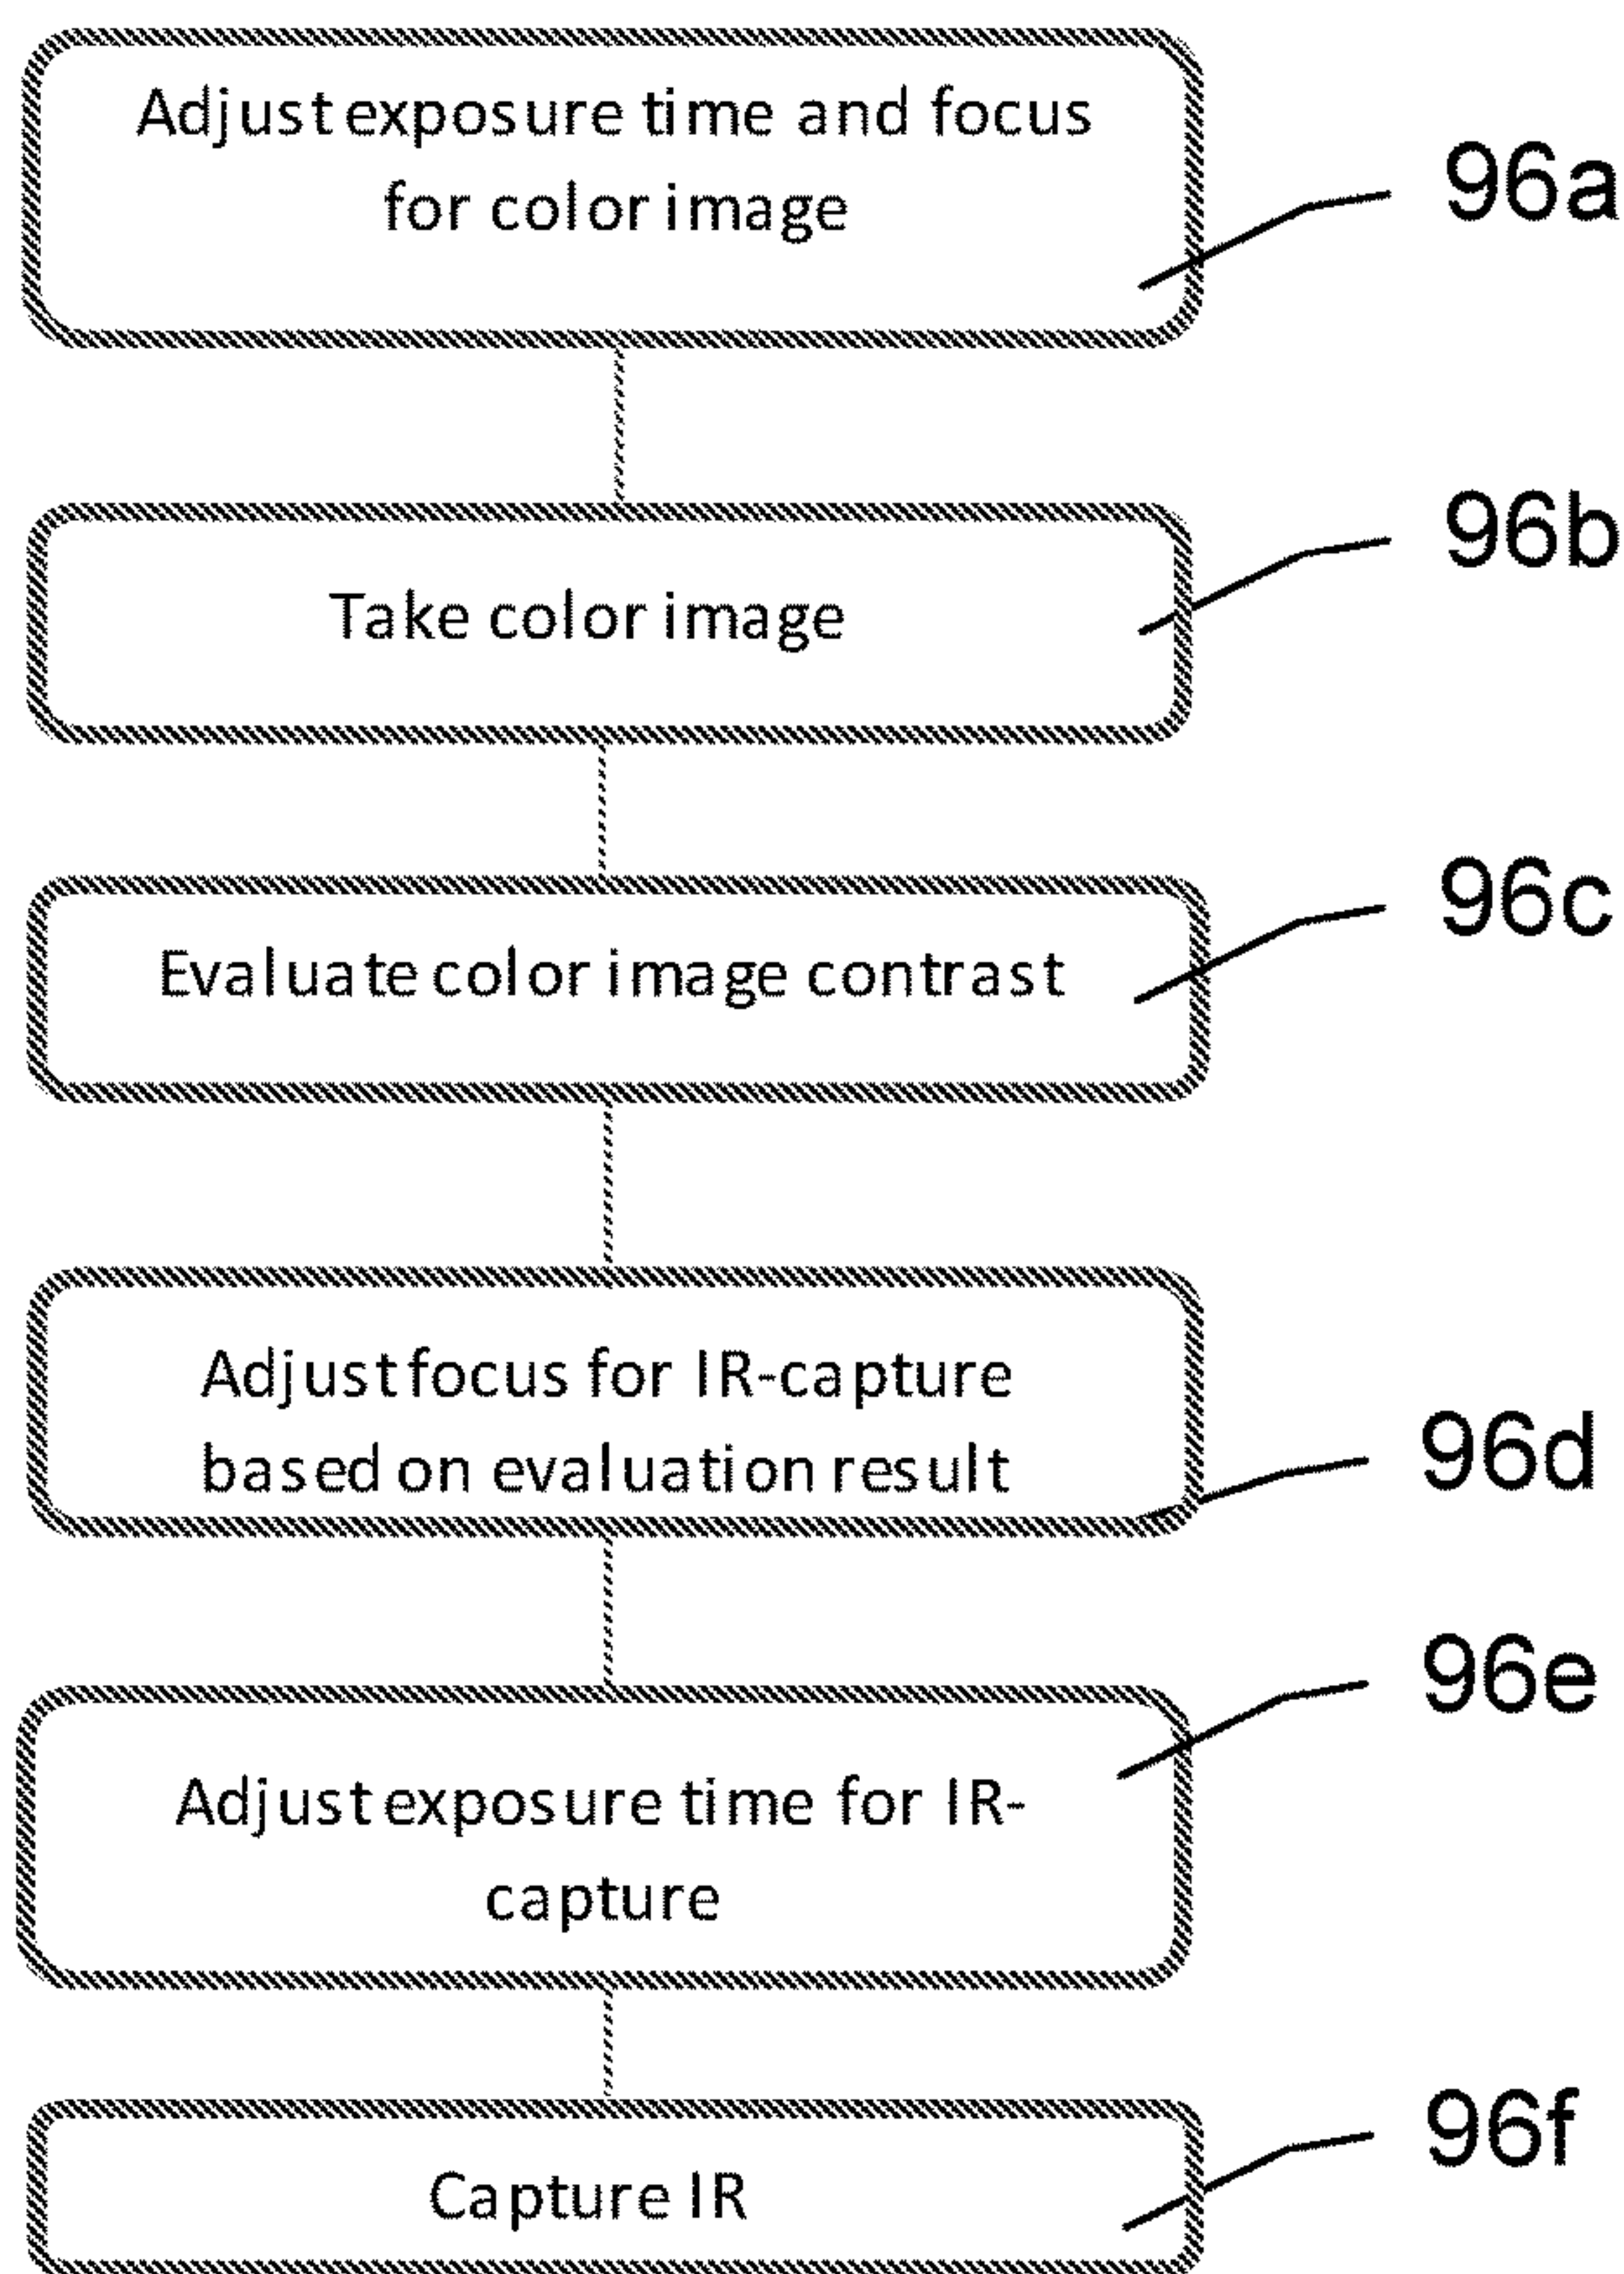 Adjust exposure time and focus
for color image
96a
Take color image
96b
Evaluate color image contrast
96c
Adjust focus for IR-capture
based on evaluation result
96d
Adjust exposure time for IR-
capture
96e
Capture IR
96f